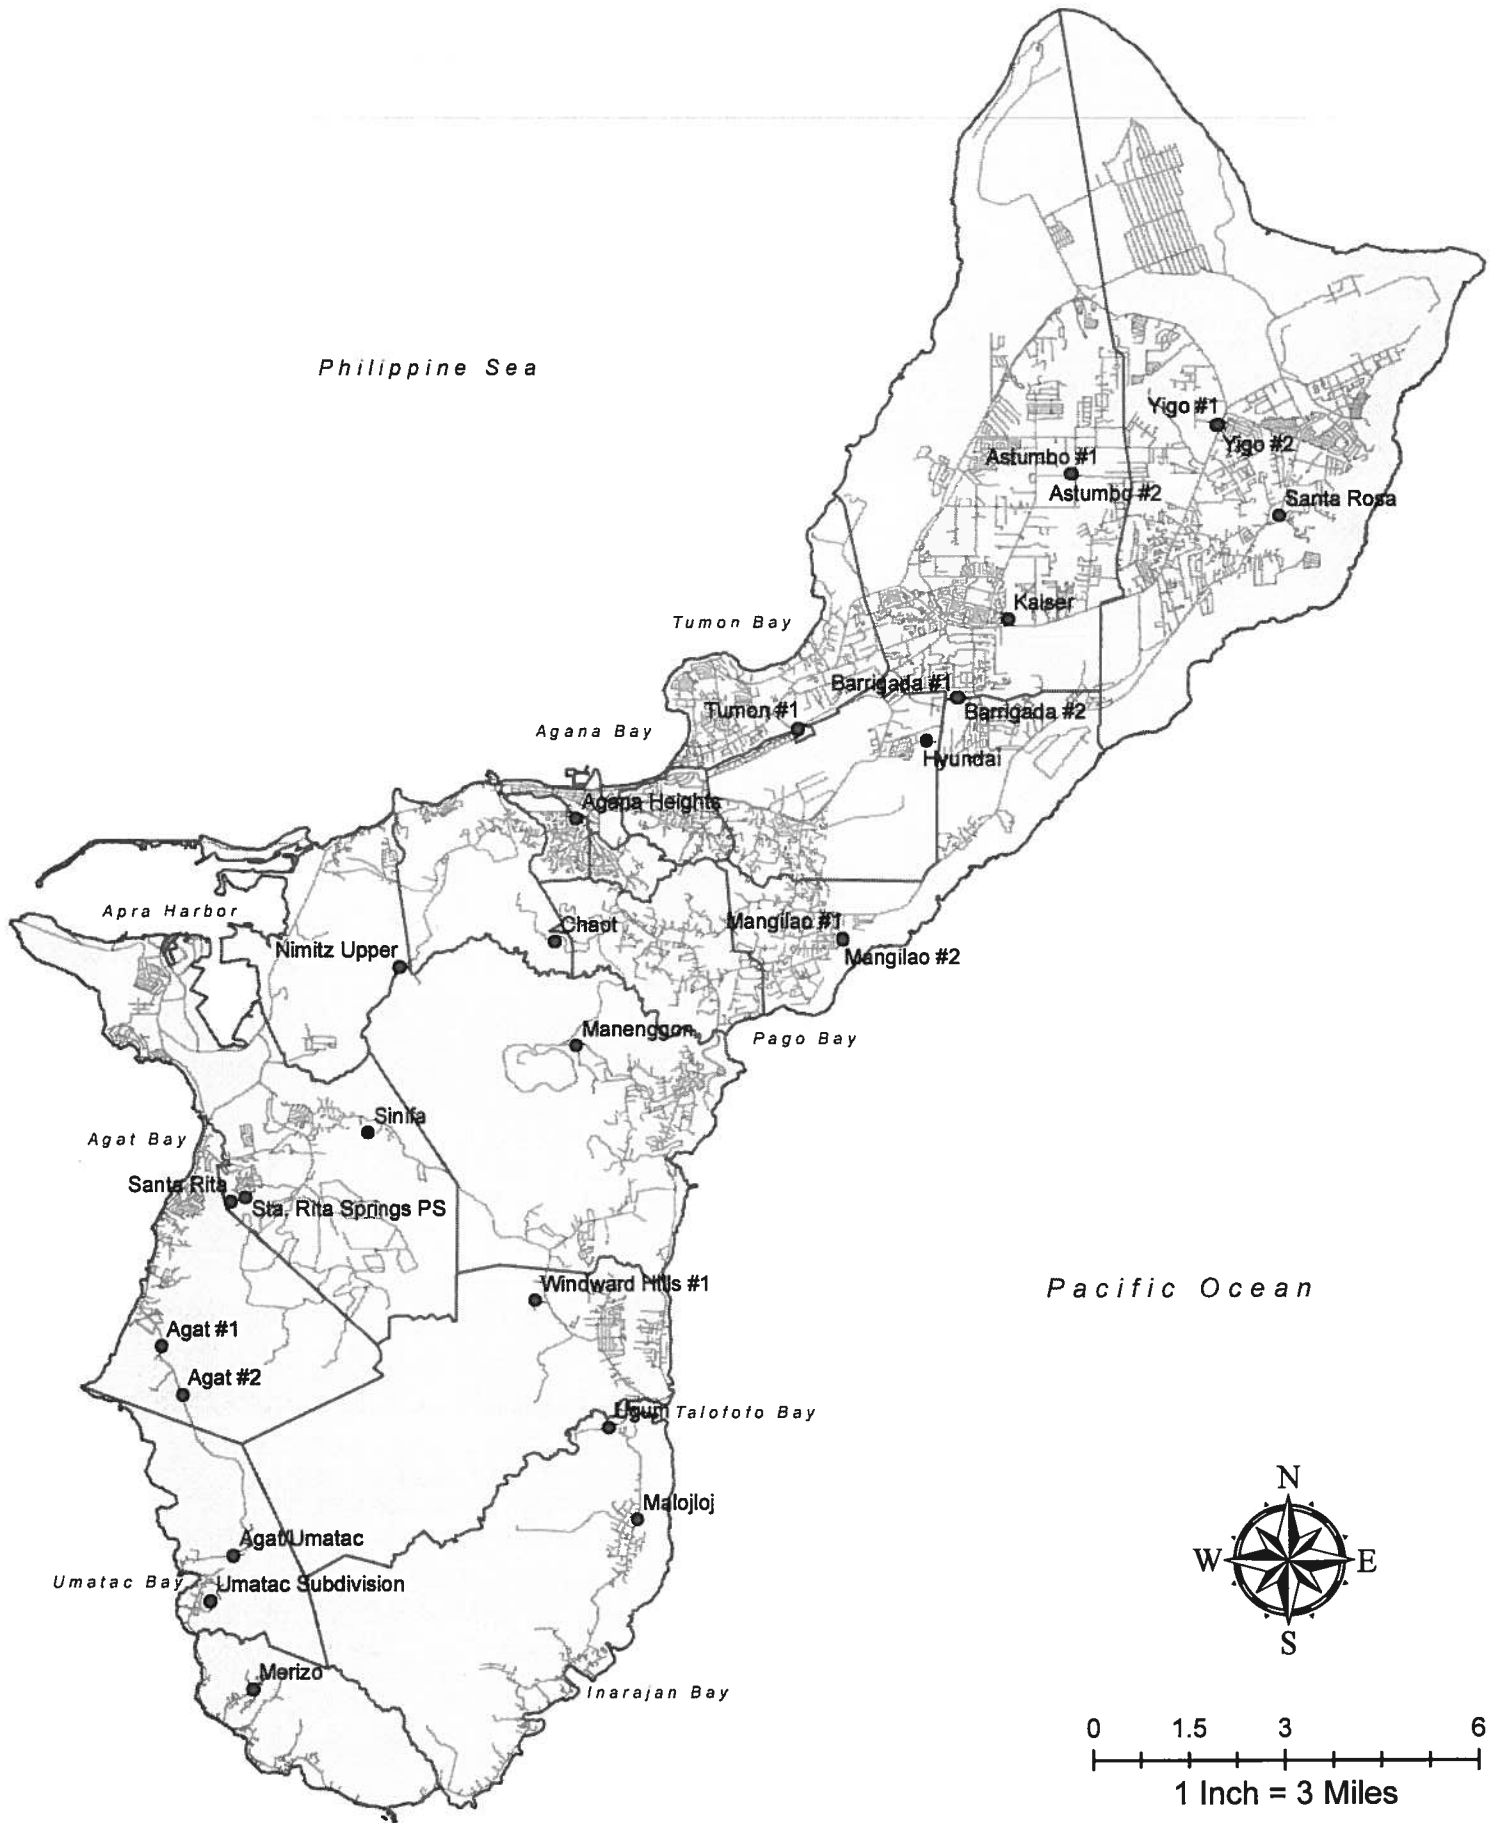 Philippine Sea
Yigo #1
Yigo #2
Astumbo #1
Astumbo #2
Santa Rosa
Kaiser
Tumon Bay
Barrigada #1
Barrigada #2
Tumon #1
Agana Bay
Hyundai
Agana Heights
Apra Harbor
Chaot
Mangilao #1
Mangilao #2
Nimitz Upper
Manenggon
Pago Bay
Sinifa
Agat Bay
Santa Rita
Sta. Rita Springs PS
Windward Hills #1
Pacific Ocean
Agat #1
Agat #2
Ugum
Talofofo Bay
N
Malojloj
Agat/Umatac
W
E
Umatac Bay
Umatac Subdivision
S
Merizo
Inarajan Bay
0 1.5 3 6
1 Inch = 3 Miles